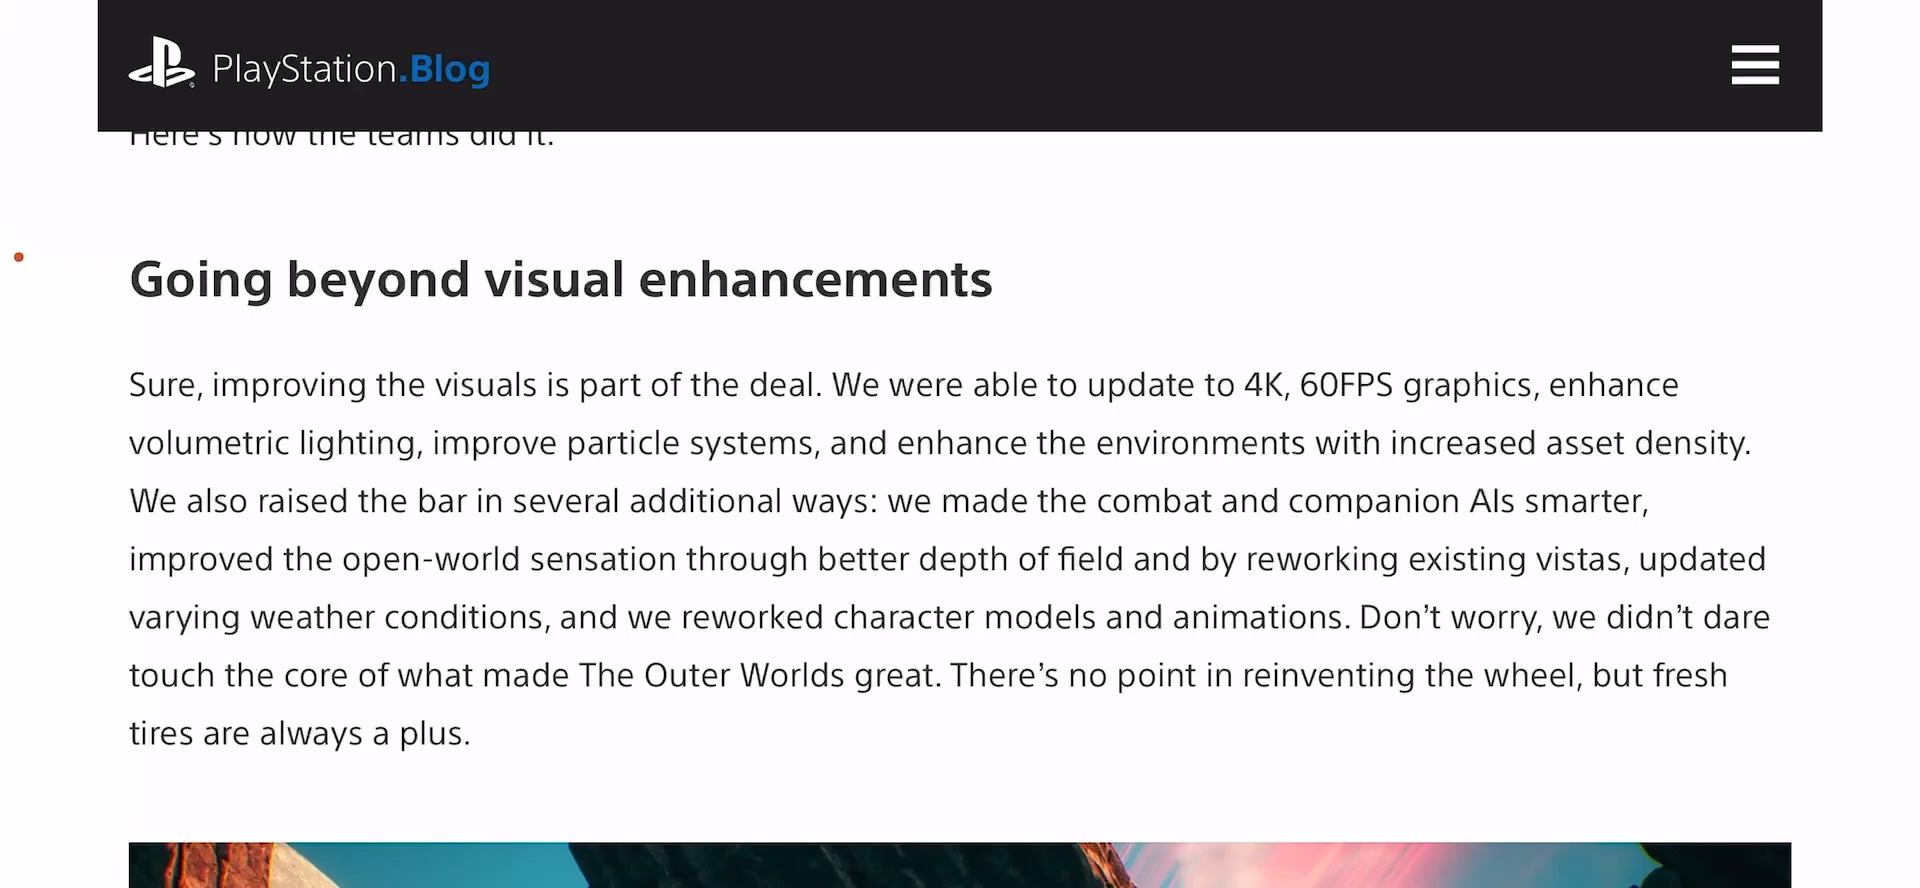 PlayStation.Blog
Here's how the teams did it.
Going beyond visual enhancements
Sure, improving the visuals is part of the deal. We were able to update to 4K, 60FPS graphics, enhance
volumetric lighting, improve particle systems, and enhance the environments with increased asset density.
We also raised the bar in several additional ways: we made the combat and companion AIs smarter,
improved the open-world sensation through better depth of field and by reworking existing vistas, updated
varying weather conditions, and we reworked character models and animations. Don’t worry, we didn’t dare
touch the core of what made The Outer Worlds great. There’s no point in reinventing the wheel, but fresh
tires are always a plus.